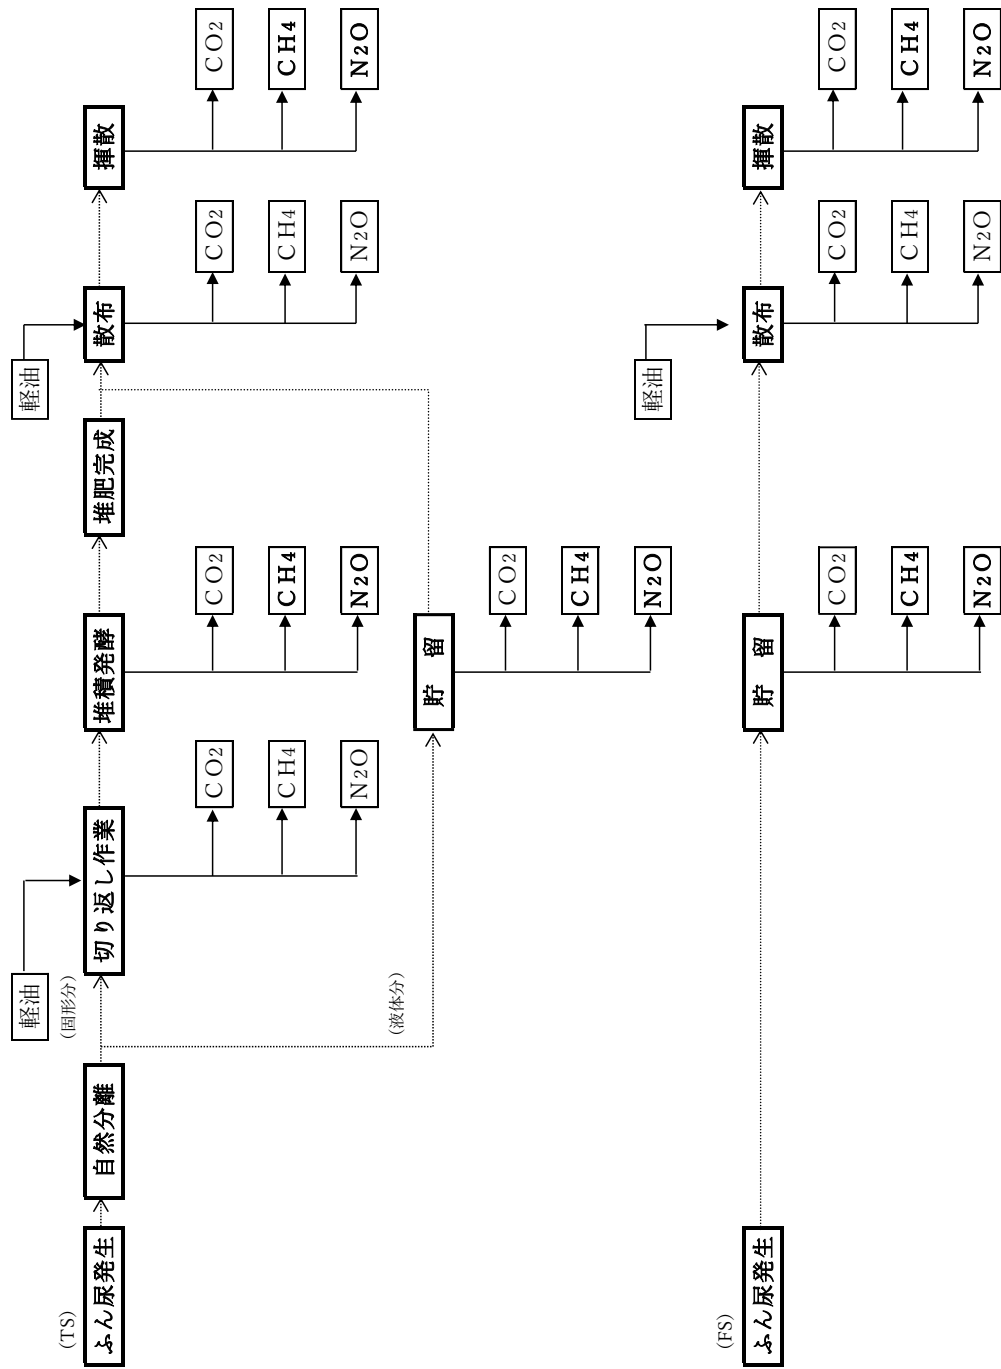 軽油
軽油
(TS)
(固形分)
ふん尿発生
自然分離
切り返し作業
堆積発酵
堆肥完成
散布
揮散
CO2
CO2
CO2
CO2
CH4
CH4
CH4
CH4
N2O
N2O
N2O
N2O
(液体分)
貯 留
CO2
CH4
N2O
軽油
(FS)
ふん尿発生
貯 留
散布
揮散
CO2
CO2
CO2
CH4
CH4
CH4
N2O
N2O
N2O